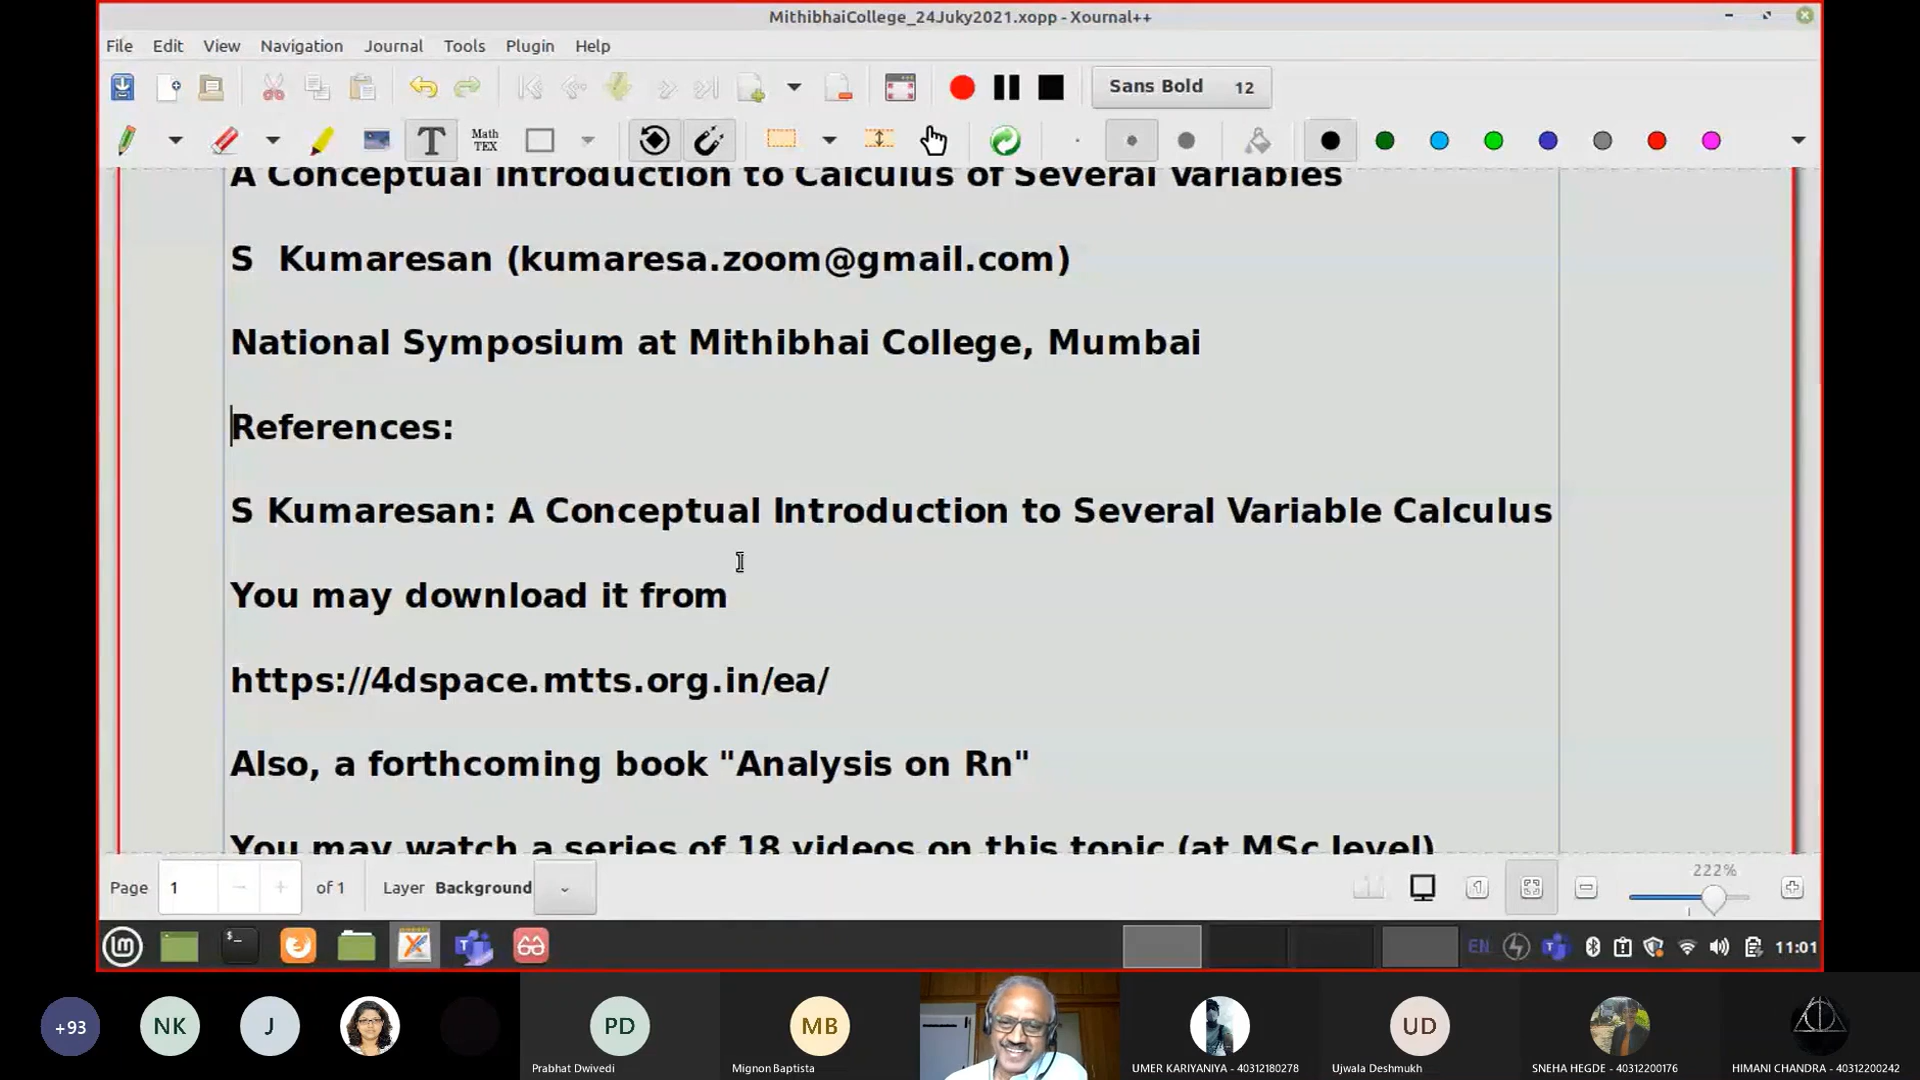 MithibhaiCollege_24Juky2021.xopp - Xournal++
File Edit View Navigation Journal Tools Plugin Help
Sans Bold 12
Math
TEX
A Conceptual Introduction to Calculus of Several Variables
S Kumaresan (kumaresa.zoom@gmail.com)
National Symposium at Mithibhai College, Mumbai
References:
S Kumaresan: A Conceptual Introduction to Several Variable Calculus
You may download it from
https://4dspace.mtts.org.in/ea/
Also, a forthcoming book "Analysis on Rn"
You may watch a series of 18 videos on this topic (at MSc level)
Page 1 of 1 Layer Background 222%
EN 11:01
+93 NK J PD MB UD
Prabhat Dwivedi Mignon Baptista UMER KARIYANIYA - 40312180278 Ujwala Deshmukh SNEHA HEGDE - 40312200176 HIMANI CHANDRA - 40312200242